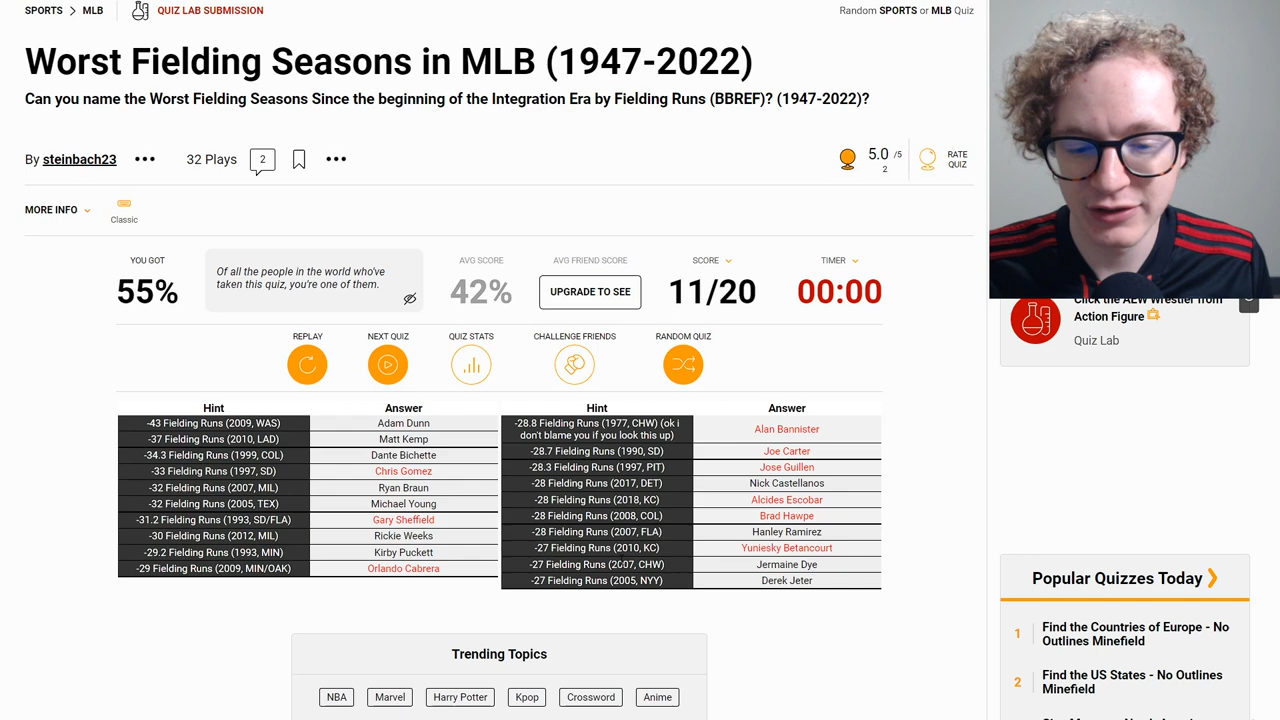 SPORTS > MLB
QUIZ LAB SUBMISSION
Random SPORTS or MLB Quiz
Worst Fielding Seasons in MLB (1947-2022)
Can you name the Worst Fielding Seasons Since the beginning of the Integration Era by Fielding Runs (BBREF)? (1947-2022)?
By steinbach23
32 Plays
2
5.0 /5
2
RATE
QUIZ
MORE INFO
Classic
YOU GOT
55%
Of all the people in the world who've
taken this quiz, you're one of them.
AVG SCORE
42%
AVG FRIEND SCORE
UPGRADE TO SEE
SCORE
11/20
TIMER
00:00
REPLAY
NEXT QUIZ
QUIZ STATS
CHALLENGE FRIENDS
RANDOM QUIZ
Hint Answer
-43 Fielding Runs (2009, WAS) Adam Dunn
-37 Fielding Runs (2010, LAD) Matt Kemp
-34.3 Fielding Runs (1999, COL) Dante Bichette
-33 Fielding Runs (1997, SD) Chris Gomez
-32 Fielding Runs (2007, MIL) Ryan Braun
-32 Fielding Runs (2005, TEX) Michael Young
-31.2 Fielding Runs (1993, SD/FLA) Gary Sheffield
-30 Fielding Runs (2012, MIL) Rickie Weeks
-29.2 Fielding Runs (1993, MIN) Kirby Puckett
-29 Fielding Runs (2009, MIN/OAK) Orlando Cabrera
Hint Answer
-28.8 Fielding Runs (1977, CHW) (ok i
don't blame you if you look this up) Alan Bannister
-28.7 Fielding Runs (1990, SD) Joe Carter
-28.3 Fielding Runs (1997, PIT) Jose Guillen
-28 Fielding Runs (2017, DET) Nick Castellanos
-28 Fielding Runs (2018, KC) Alcides Escobar
-28 Fielding Runs (2008, COL) Brad Hawpe
-28 Fielding Runs (2007, FLA) Hanley Ramirez
-27 Fielding Runs (2010, KC) Yuniesky Betancourt
-27 Fielding Runs (2007, CHW) Jermaine Dye
-27 Fielding Runs (2005, NYY) Derek Jeter
Trending Topics
NBA
Marvel
Harry Potter
Kpop
Crossword
Anime
Click the AEW Wrestler from
Action Figure
Quiz Lab
Popular Quizzes Today
1 Find the Countries of Europe - No
Outlines Minefield
2 Find the US States - No Outlines
Minefield